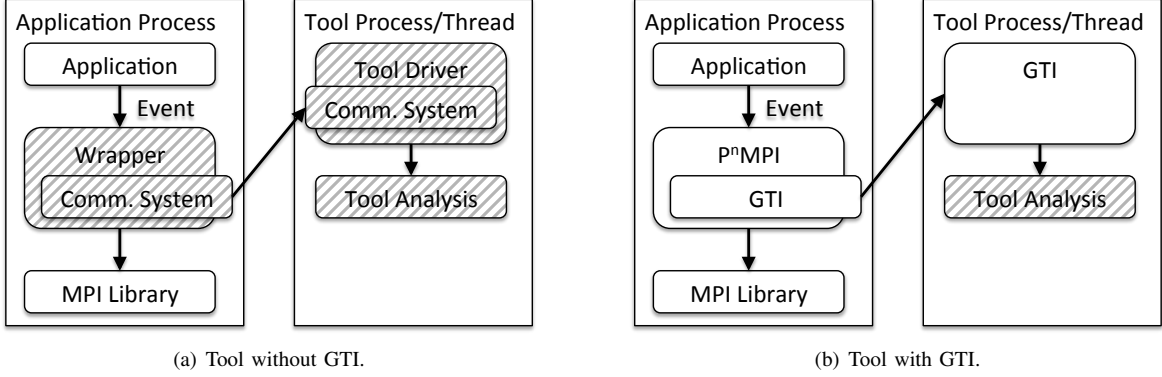 Application Process
Application
Event
Wrapper
Comm. System
MPI Library
Tool Process/Thread
Tool Driver
Comm. System
Tool Analysis
(a) Tool without GTI.
Application Process
Application
Event
PⁿMPI
GTI
MPI Library
Tool Process/Thread
GTI
Tool Analysis
(b) Tool with GTI.